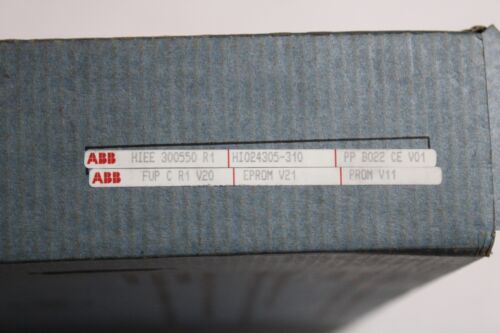 ABB HIEE 300550 R1 HI024305-310 PP B022 CE V01
ABB FUP C R1 V20 EPROM V21 PROM V11